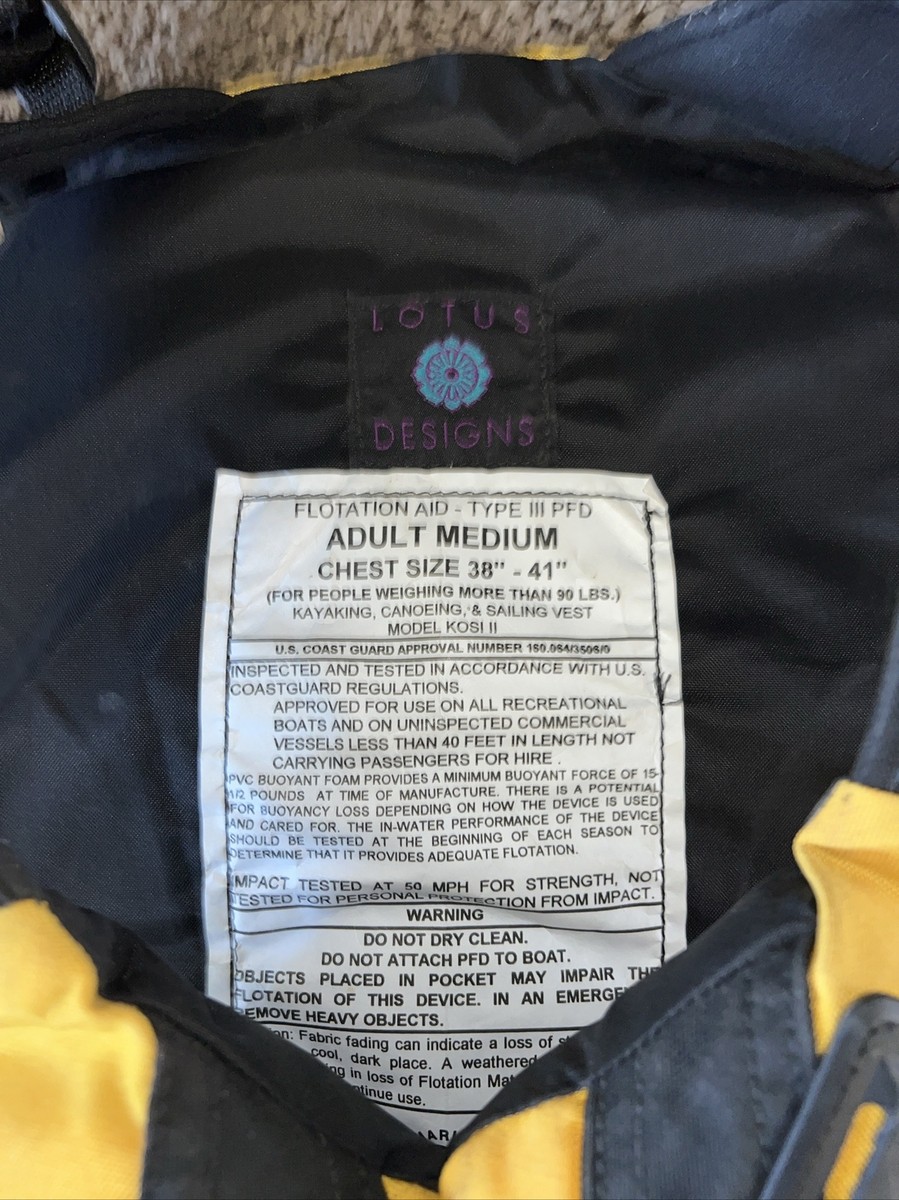 LOTUS
DESIGNS
FLOTATION AID - TYPE III PFD
ADULT MEDIUM
CHEST SIZE 38" - 41"
(FOR PEOPLE WEIGHING MORE THAN 90 LBS.)
KAYAKING, CANOEING, & SAILING VEST
MODEL KOSI II
U.S. COAST GUARD APPROVAL NUMBER
INSPECTED AND TESTED IN ACCORDANCE WITH U.S.
COASTGUARD REGULATIONS.
APPROVED FOR USE ON ALL RECREATIONAL
BOATS AND ON UNINSPECTED COMMERCIAL
VESSELS LESS THAN 40 FEET IN LENGTH NOT
CARRYING PASSENGERS FOR HIRE .
PVC BUOYANT FOAM PROVIDES A MINIMUM BUOYANT FORCE OF 15-
1/2 POUNDS AT TIME OF MANUFACTURE. THERE IS A POTENTIAL
FOR BUOYANCY LOSS DEPENDING ON HOW THE DEVICE IS USED
AND CARED FOR. THE IN-WATER PERFORMANCE OF THE DEVICE
SHOULD BE TESTED AT THE BEGINNING OF EACH SEASON TO
DETERMINE THAT IT PROVIDES ADEQUATE FLOTATION.
IMPACT TESTED AT 50 MPH FOR STRENGTH, NOT
TESTED FOR PERSONAL PROTECTION FROM IMPACT.
WARNING
DO NOT DRY CLEAN.
DO NOT ATTACH PFD TO BOAT.
OBJECTS PLACED IN POCKET MAY IMPAIR THE
FLOTATION OF THIS DEVICE. IN AN EMERGEN
REMOVE HEAVY OBJECTS.
on: Fabric fading can indicate a loss of
cool, dark place. A weathered
ng in loss of Flotation Mat
ntinue use.